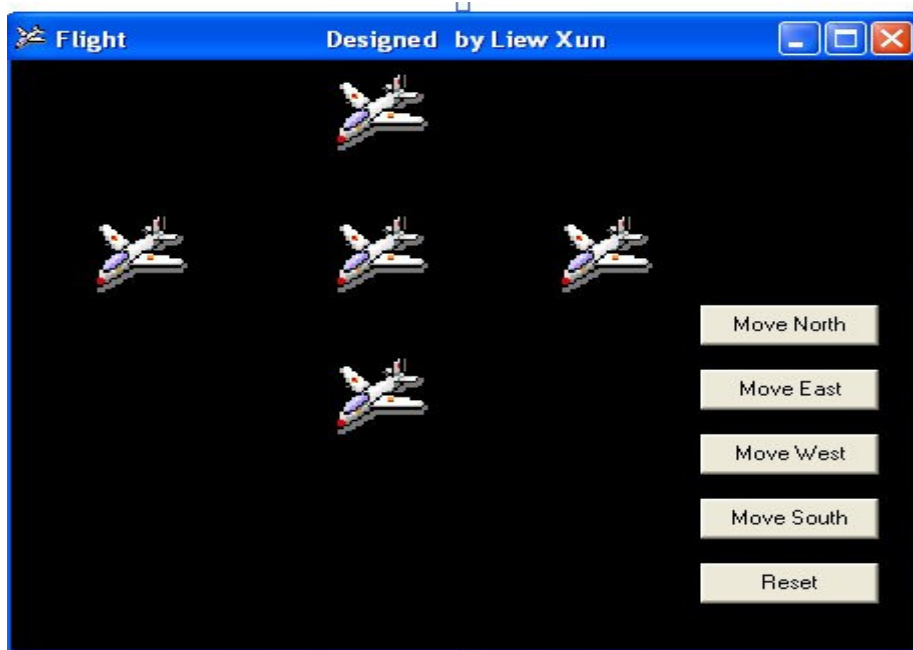 Flight Designed by Liew Xun
Move North
Move East
Move West
Move South
Reset